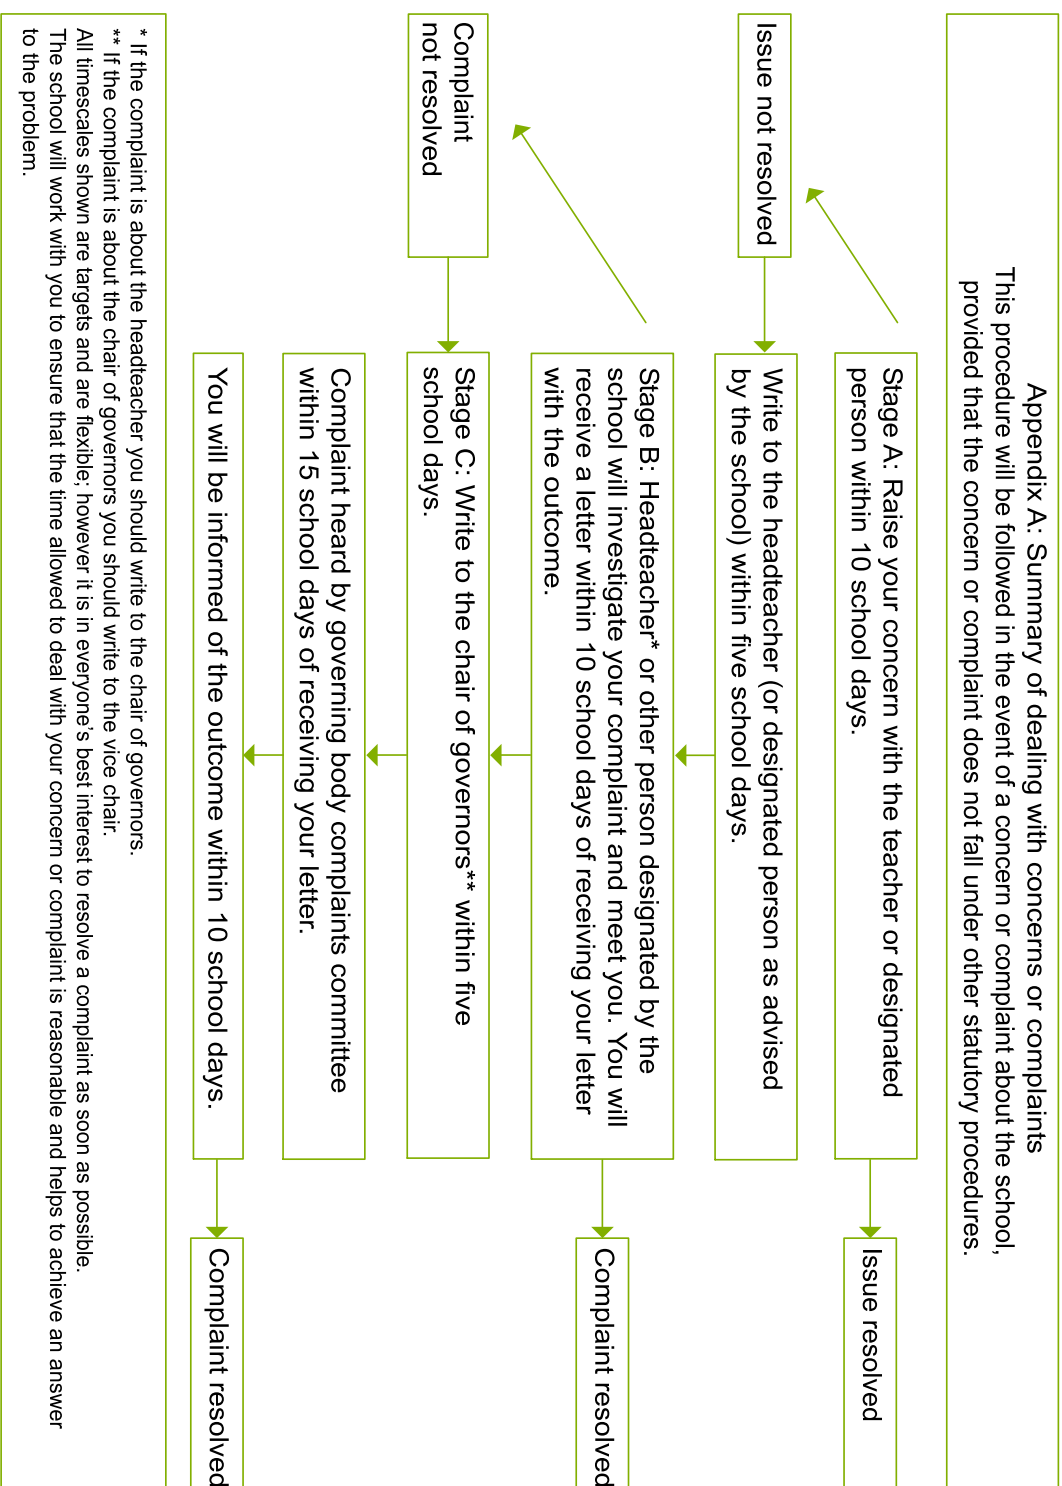 Appendix A: Summary of dealing with concerns or complaints
This procedure will be followed in the event of a concern or complaint about the school,
provided that the concern or complaint does not fall under other statutory procedures.
Stage A: Raise your concern with the teacher or designated
person within 10 school days.
Issue resolved
Issue not resolved
Write to the headteacher (or designated person as advised
by the school) within five school days.
Stage B: Headteacher* or other person designated by the
school will investigate your complaint and meet you. You will
receive a letter within 10 school days of receiving your letter
with the outcome.
Complaint resolved
Complaint
not resolved
Stage C: Write to the chair of governors** within five
school days.
Complaint heard by governing body complaints committee
within 15 school days of receiving your letter.
You will be informed of the outcome within 10 school days.
Complaint resolved
* If the complaint is about the headteacher you should write to the chair of governors.
** If the complaint is about the chair of governors you should write to the vice chair.
All timescales shown are targets and are flexible; however it is in everyone's best interest to resolve a complaint as soon as possible.
The school will work with you to ensure that the time allowed to deal with your concern or complaint is reasonable and helps to achieve an answer
to the problem.